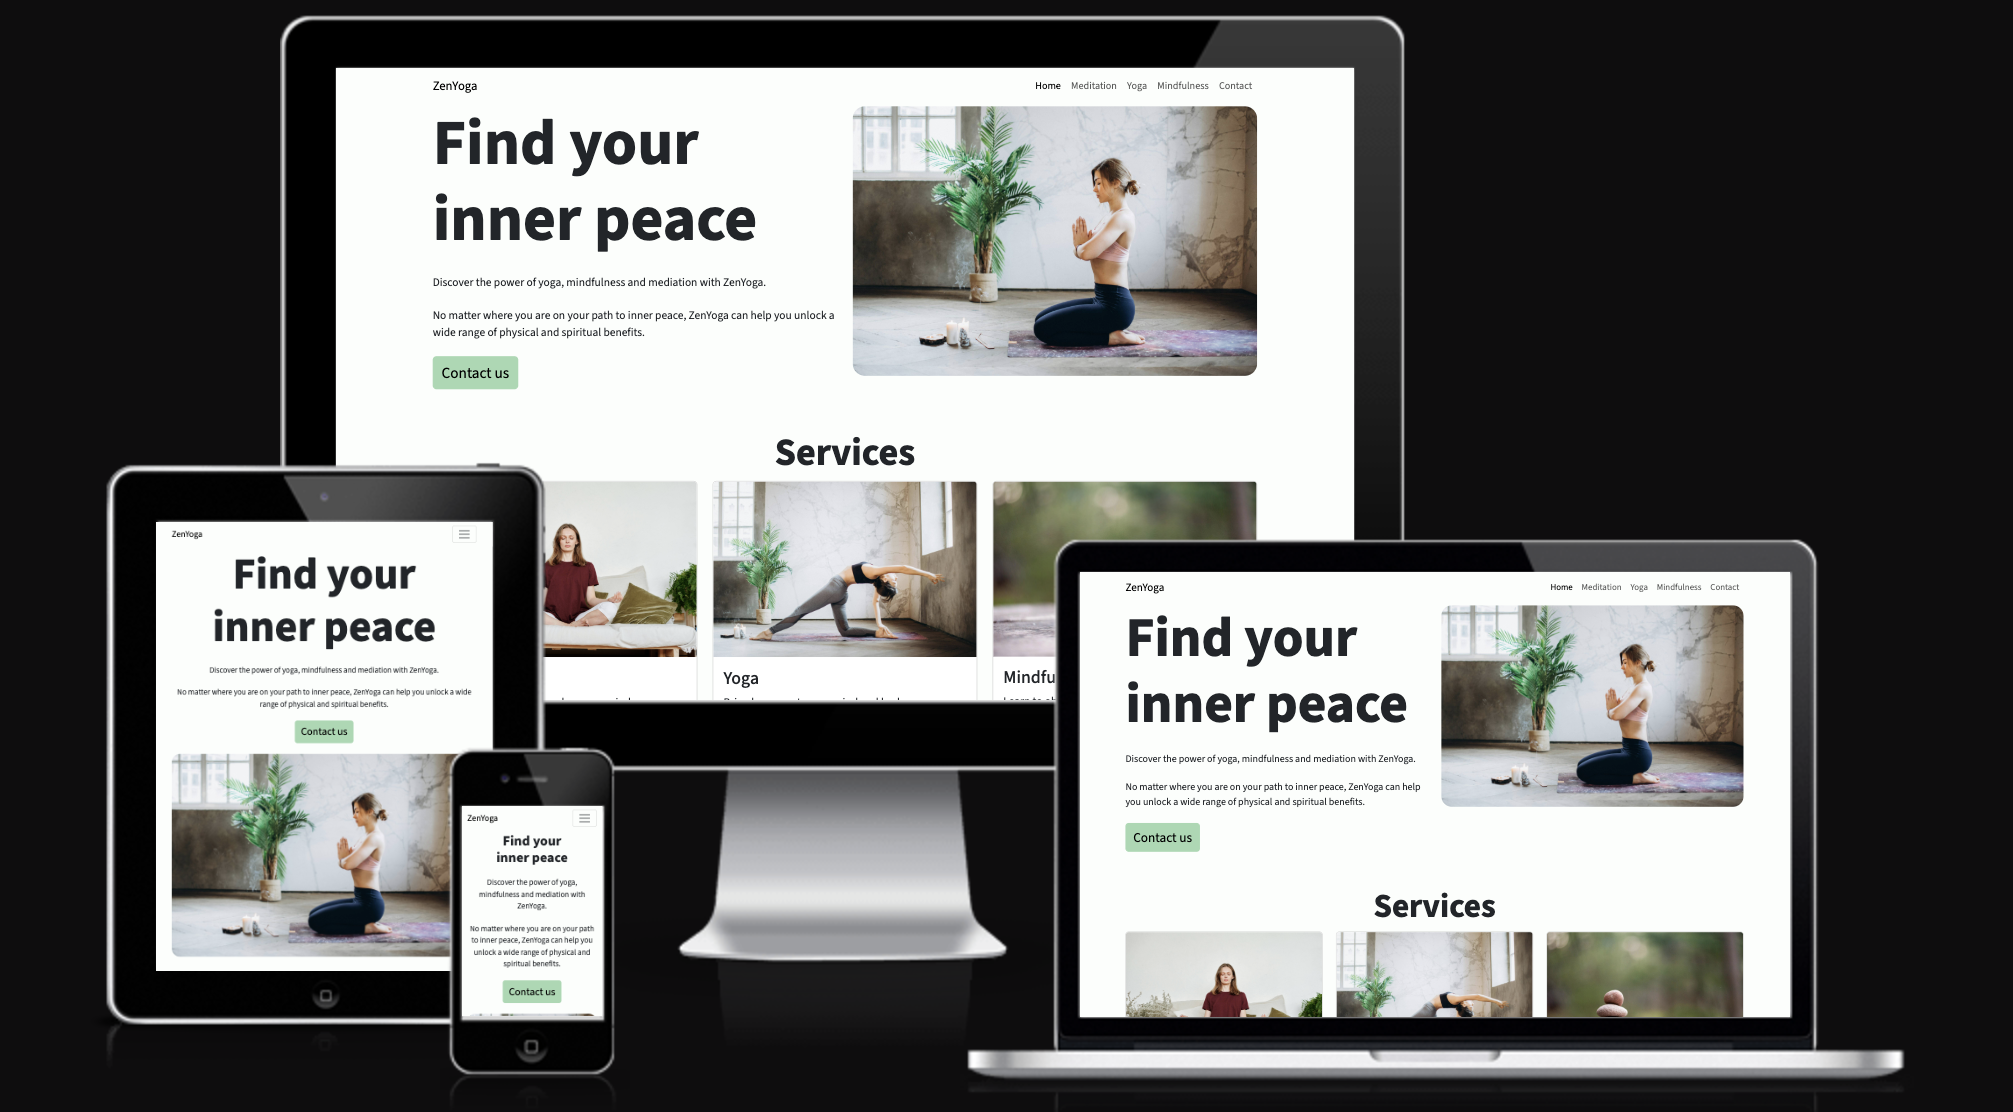 ZenYoga
Home Meditation Yoga Mindfulness Contact
Find your
inner peace
Discover the power of yoga, mindfulness and mediation with ZenYoga.
No matter where you are on your path to inner peace, ZenYoga can help you unlock a
wide range of physical and spiritual benefits.
Contact us
Services
Yoga
Mindfu
ZenYoga
Find your
inner peace
Discover the power of yoga, mindfulness and mediation with ZenYoga.
No matter where you are on your path to inner peace, ZenYoga can help you unlock a wide
range of physical and spiritual benefits.
Contact us
ZenYoga
Find your
inner peace
Discover the power of yoga,
mindfulness and mediation with
ZenYoga.
No matter where you are on your path
to inner peace, ZenYoga can help you
unlock a wide range of physical and
spiritual benefits.
Contact us
ZenYoga
Home Meditation Yoga Mindfulness Contact
Find your
inner peace
Discover the power of yoga, mindfulness and mediation with ZenYoga.
No matter where you are on your path to inner peace, ZenYoga can help
you unlock a wide range of physical and spiritual benefits.
Contact us
Services